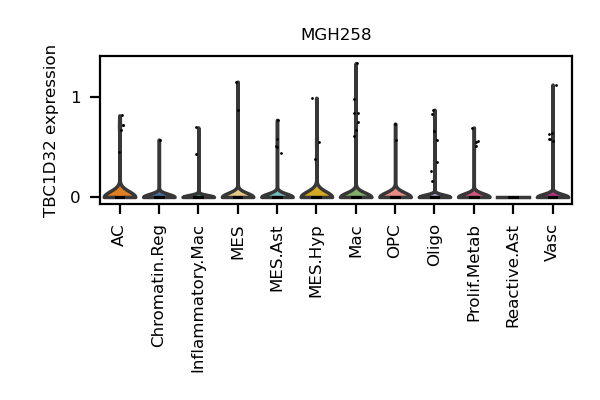 MGH258
TBC1D32 expression
1
0
AC
Chromatin.Reg
Inflammatory.Mac
MES
MES.Ast
MES.Hyp
Mac
OPC
Oligo
Prolif.Metab
Reactive.Ast
Vasc